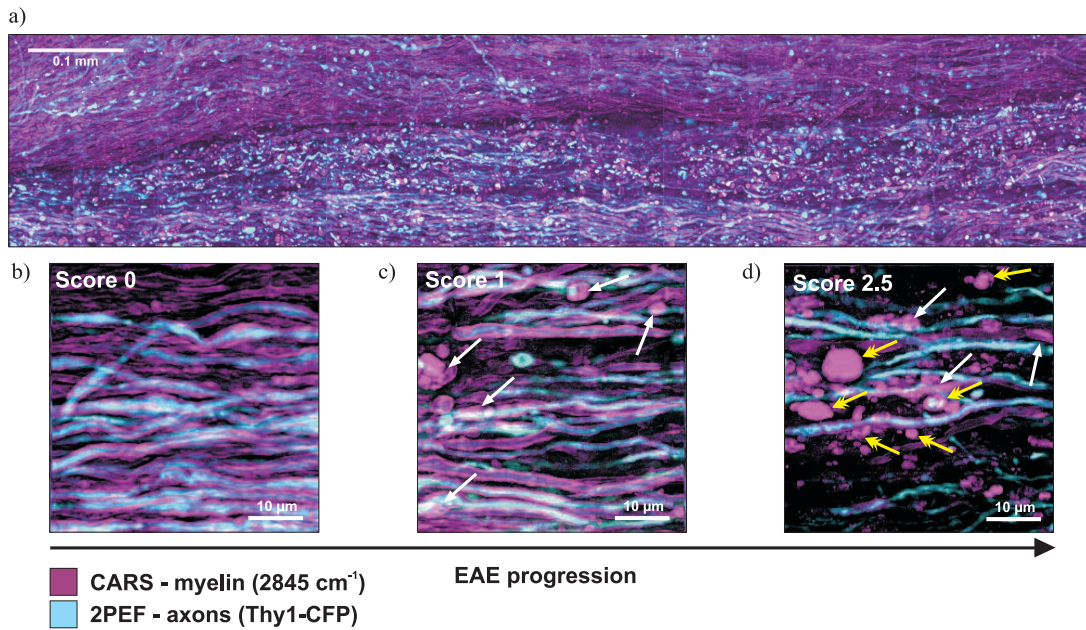 a)
0.1 mm
b)
Score 0
10 µm
c)
Score 1
10 µm
d)
Score 2.5
10 µm
EAE progression
CARS - myelin (2845 cm⁻¹)
2PEF - axons (Thy1-CFP)